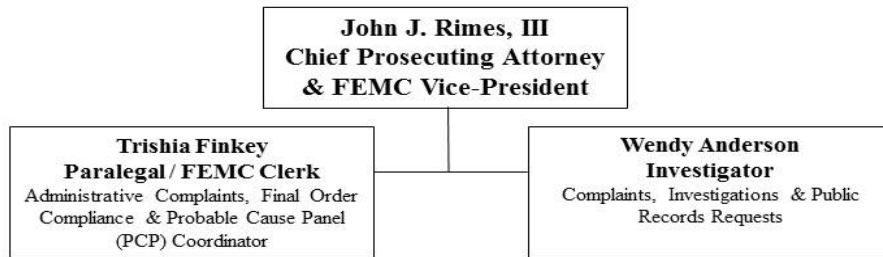 John J. Rimes, III
Chief Prosecuting Attorney
& FEMC Vice-President
Trishia Finkey
Paralegal / FEMC Clerk
Administrative Complaints, Final Order
Compliance & Probable Cause Panel
(PCP) Coordinator
Wendy Anderson
Investigator
Complaints, Investigations & Public
Records Requests